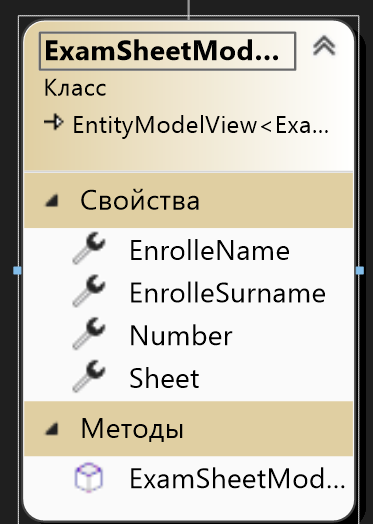 ExamSheetMod...
Класс
EntityModelView<Exa...
Свойства
EnrolleName
EnrolleSurname
Number
Sheet
Методы
ExamSheetMod...